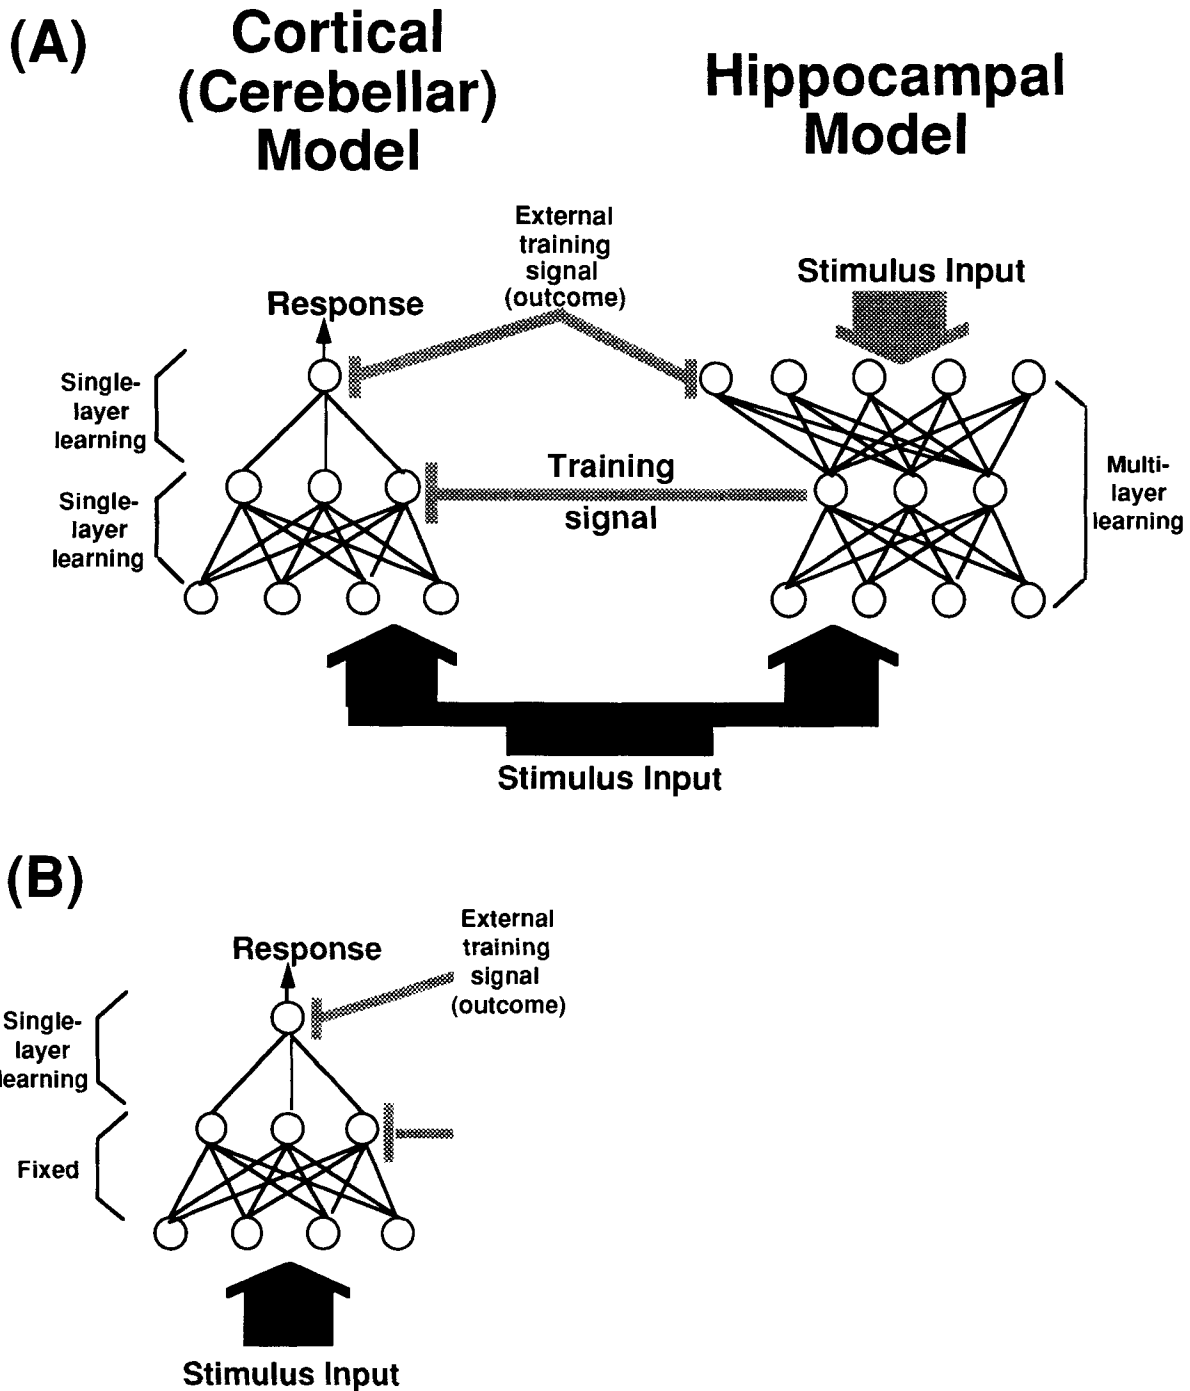 (A)
Cortical
(Cerebellar)
Model
Hippocampal
Model
External
training
signal
(outcome)
Stimulus Input
Response
Single-
layer
learning
Single-
layer
learning
Training
signal
Multi-
layer
learning
Stimulus Input
(B)
External
training
signal
(outcome)
Response
Single-
layer
learning
Fixed
Stimulus Input